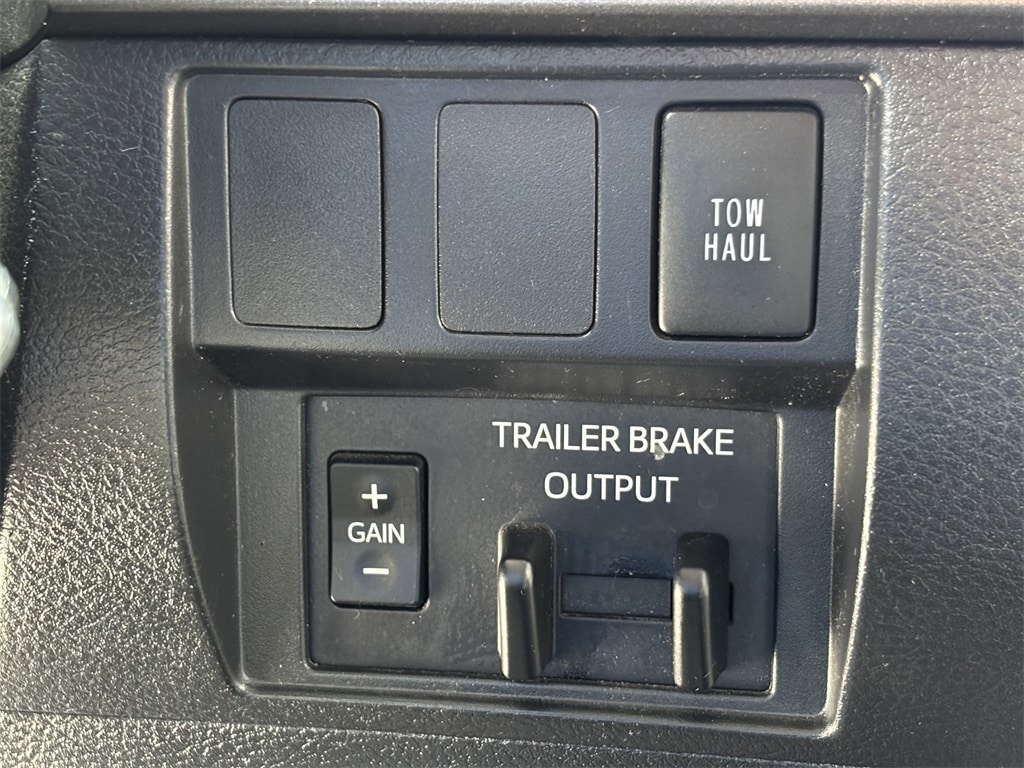 TOW
HAUL
TRAILER BRAKE
OUTPUT
+
GAIN
-